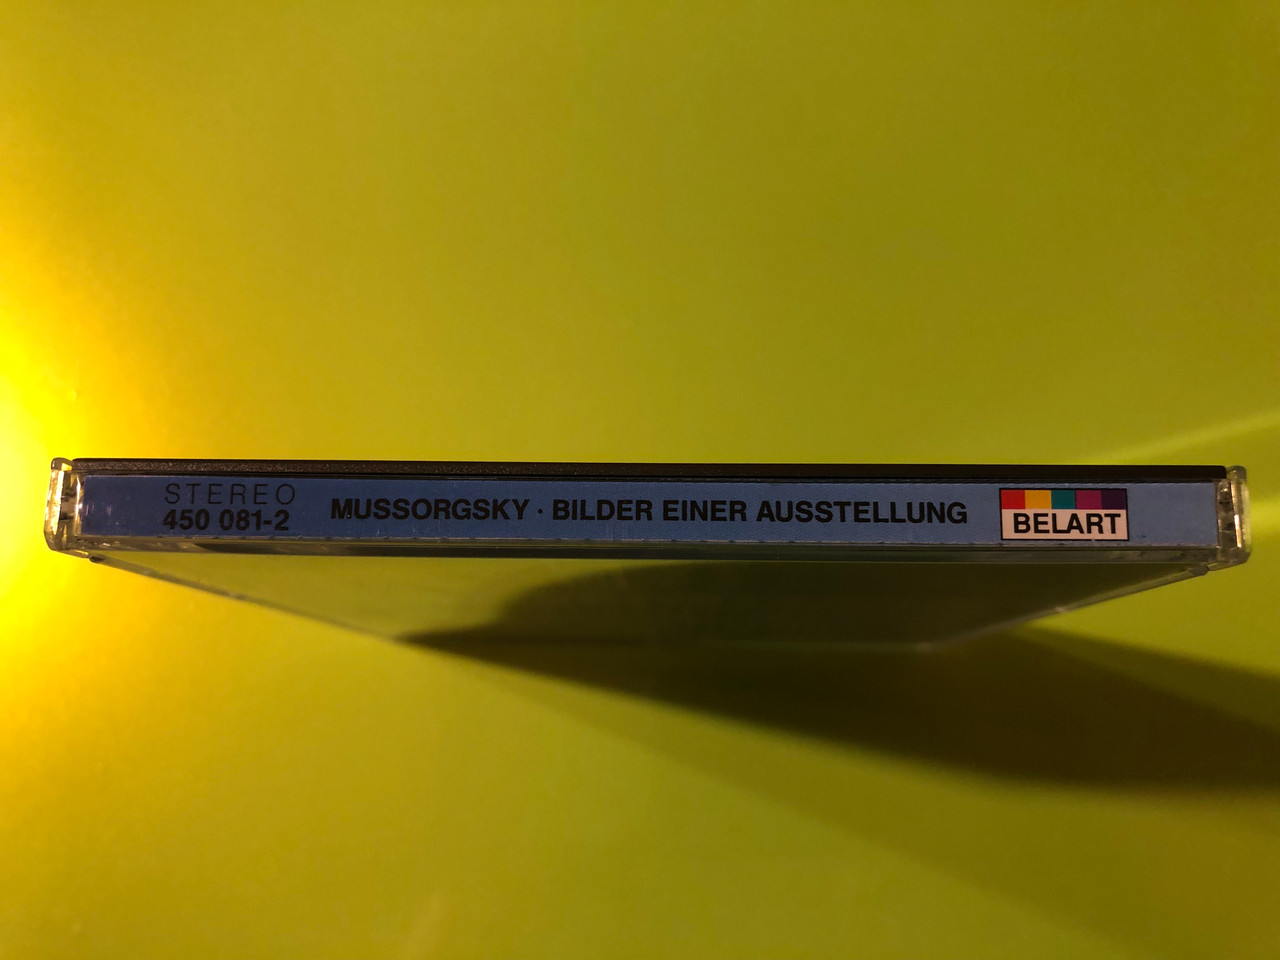 STEREO
450 081-2
MUSSORGSKY · BILDER EINER AUSSTELLUNG
BELART